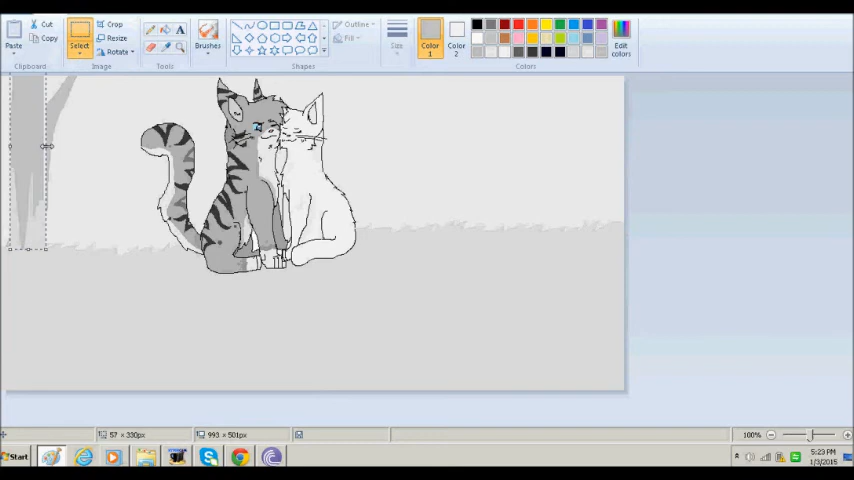 Paste
Cut
Copy
Clipboard
Select
Crop
Resize
Rotate
Image
Tools
Brushes
Shapes
Outline
Fill
Size
Color
1
Color
2
Edit
colors
Colors
57 × 330px
993 × 501px
100%
Start
5:23 PM
1/3/2015